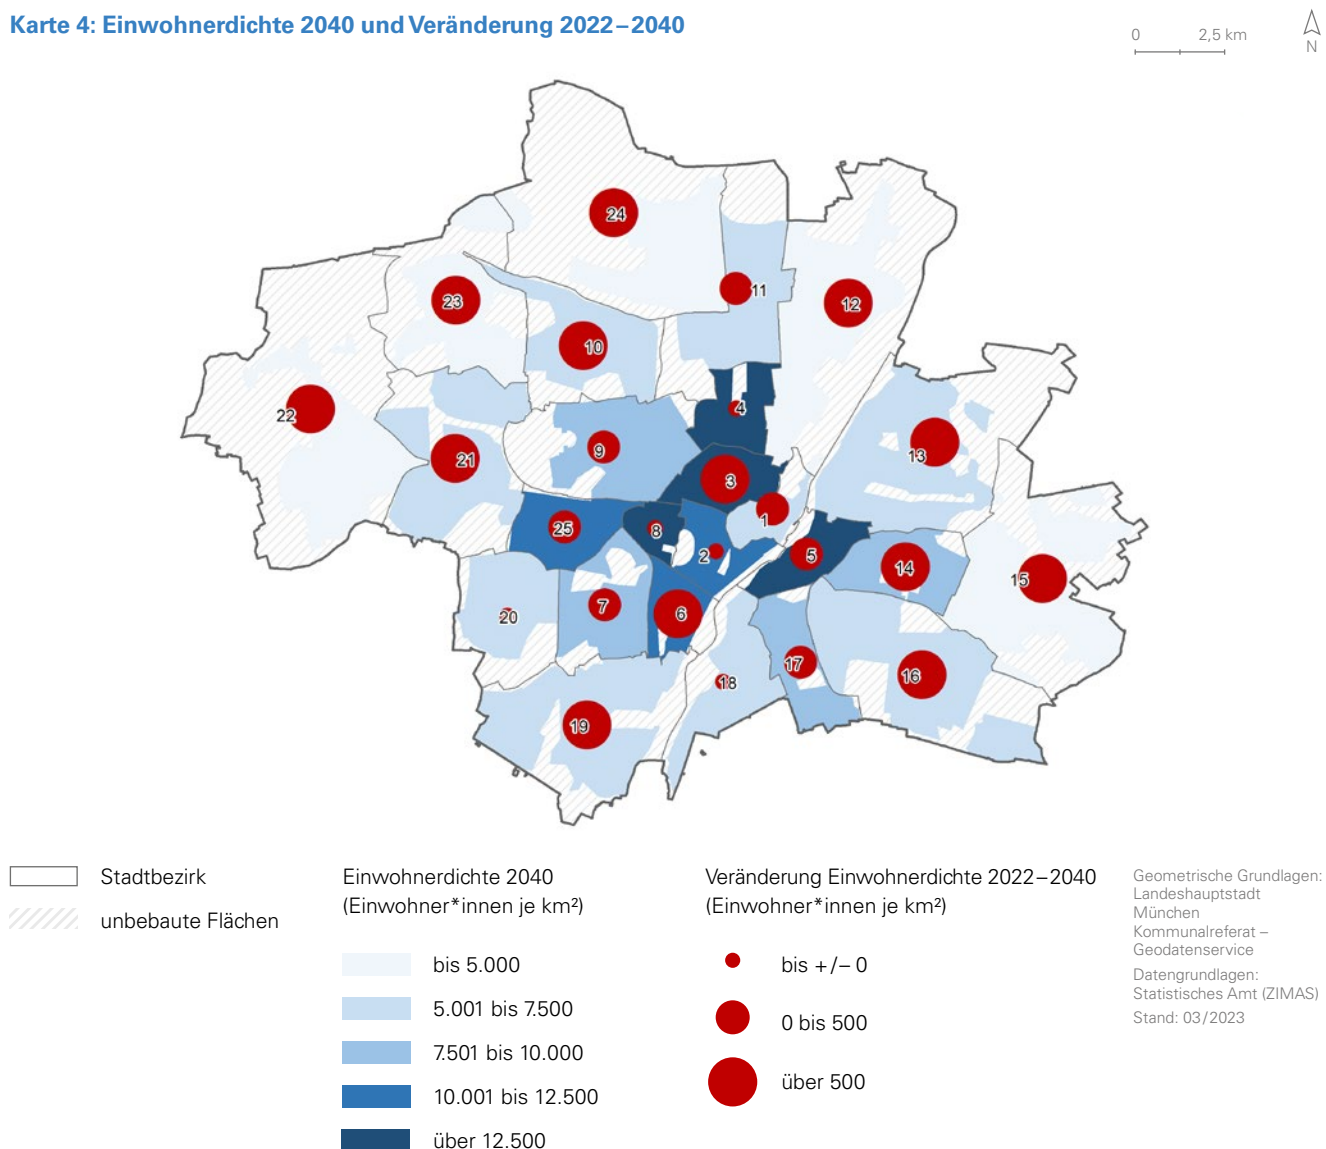 Karte 4: Einwohnerdichte 2040 und Veränderung 2022–2040
0 2,5 km
N
24
11
12
23
10
22
4
9
13
21
3
1
25
8
2
5
14
15
7
6
20
17
16
18
19
Stadtbezirk
unbebaute Flächen
Einwohnerdichte 2040
(Einwohner*innen je km²)
bis 5.000
5.001 bis 7.500
7.501 bis 10.000
10.001 bis 12.500
über 12.500
Veränderung Einwohnerdichte 2022–2040
(Einwohner*innen je km²)
bis +/– 0
0 bis 500
über 500
Geometrische Grundlagen:
Landeshauptstadt
München
Kommunalreferat –
Geodatenservice
Datengrundlagen:
Statistisches Amt (ZIMAS)
Stand: 03/2023